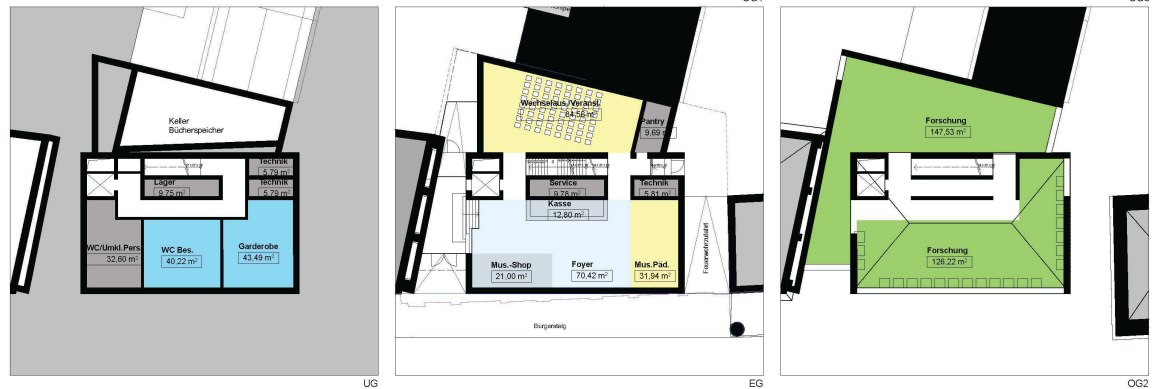 Keller
Bücherspeicher
Technik
5.79 m²
Lager
9.75 m²
Technik
5.79 m²
WC/Umkl.Pers.
32,60 m²
WC Bes.
40,22 m²
Garderobe
43,49 m²
UG
Wechselaus./Veranst.
84,56 m²
Pantry
9,69 m²
Service
9.78 m²
Technik
5,81 m²
Kasse
12,80 m²
Mus.-Shop
21,00 m²
Foyer
70,42 m²
Mus.Päd.
31,94 m²
Feuerwehrzufahrt
Bürgersteig
EG
Forschung
147,53 m²
Forschung
126,22 m²
OG2